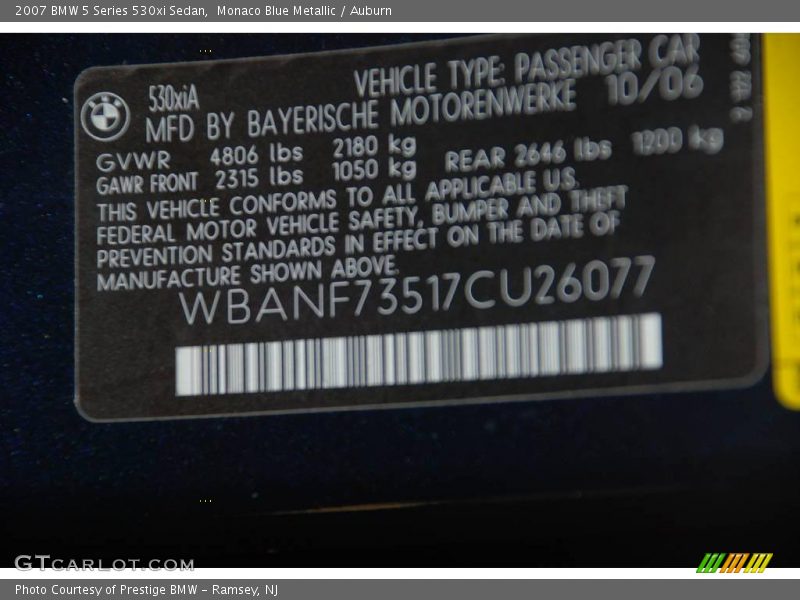 2007 BMW 5 Series 530xi Sedan,  Monaco Blue Metallic / Auburn
530xiA
VEHICLE TYPE: PASSENGER CAR
MFD BY BAYERISCHE MOTORENWERKE 10/06
GVWR 4806 lbs 2180 kg
GAWR FRONT 2315 lbs 1050 kg REAR 2646 lbs 1200 kg
THIS VEHICLE CONFORMS TO ALL APPLICABLE U.S.
FEDERAL MOTOR VEHICLE SAFETY, BUMPER AND THEFT
PREVENTION STANDARDS IN EFFECT ON THE DATE OF
MANUFACTURE SHOWN ABOVE.
WBANF73517CU26077
GTCARLOT.COM
Photo Courtesy of Prestige BMW - Ramsey, NJ